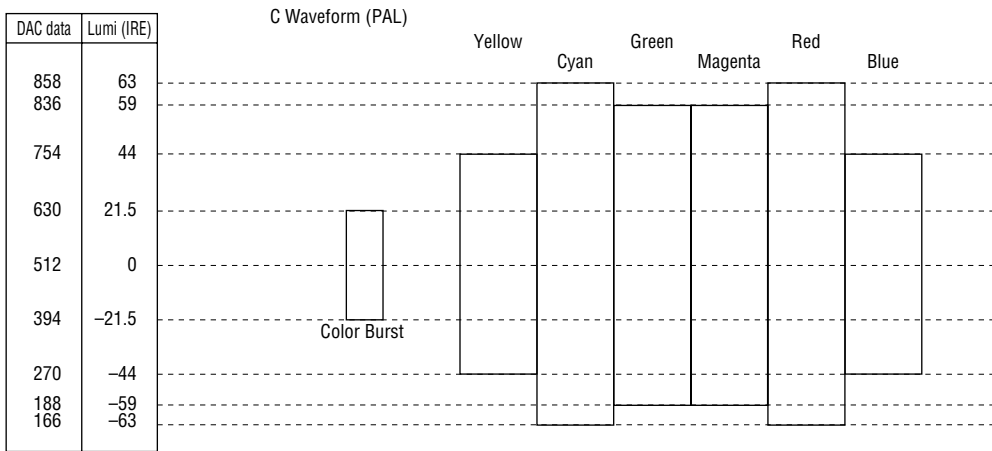 C Waveform (PAL)
DAC data Lumi (IRE)
Yellow Green Red
Cyan Magenta Blue
858 63
836 59
754 44
630 21.5
512 0
394 –21.5
Color Burst
270 –44
188 –59
166 –63